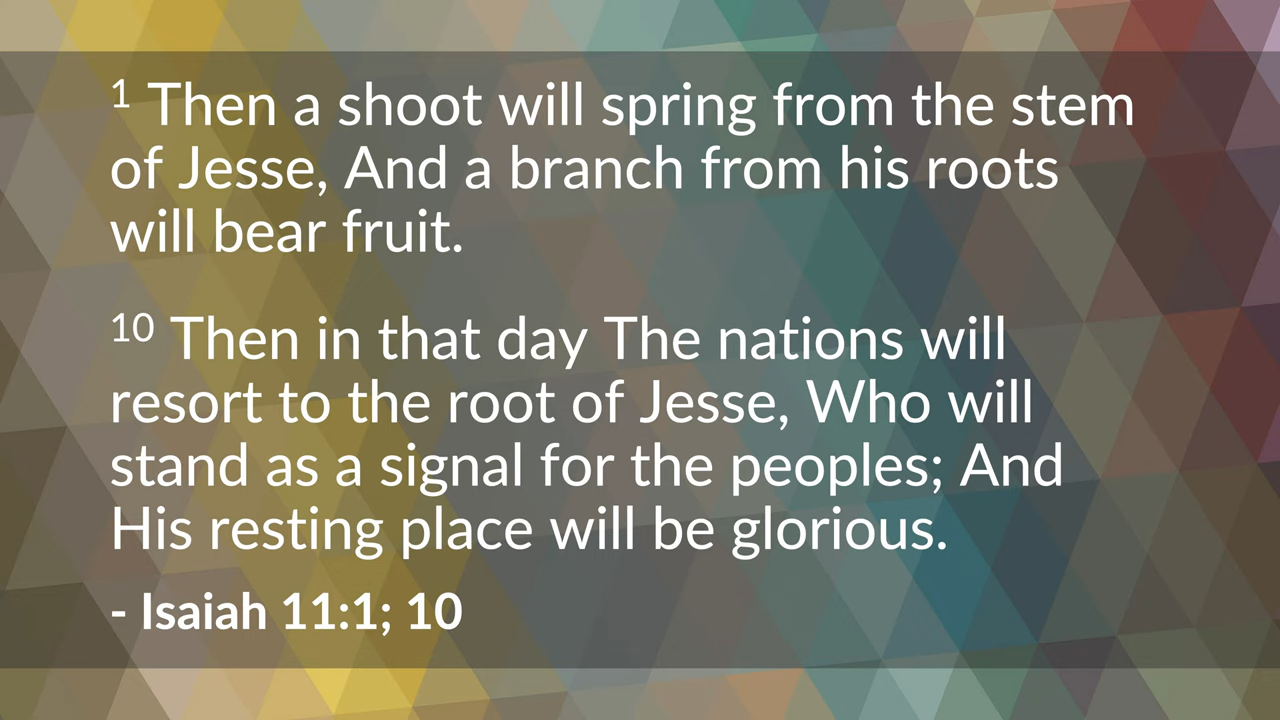 1 Then a shoot will spring from the stem
of Jesse, And a branch from his roots
will bear fruit.
10 Then in that day The nations will
resort to the root of Jesse, Who will
stand as a signal for the peoples; And
His resting place will be glorious.
- Isaiah 11:1; 10